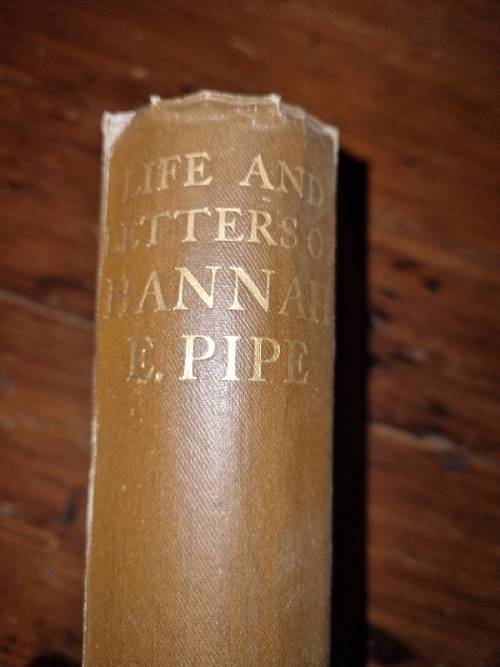 LIFE AND
LETTERS OF
HANNAH
E. PIPE